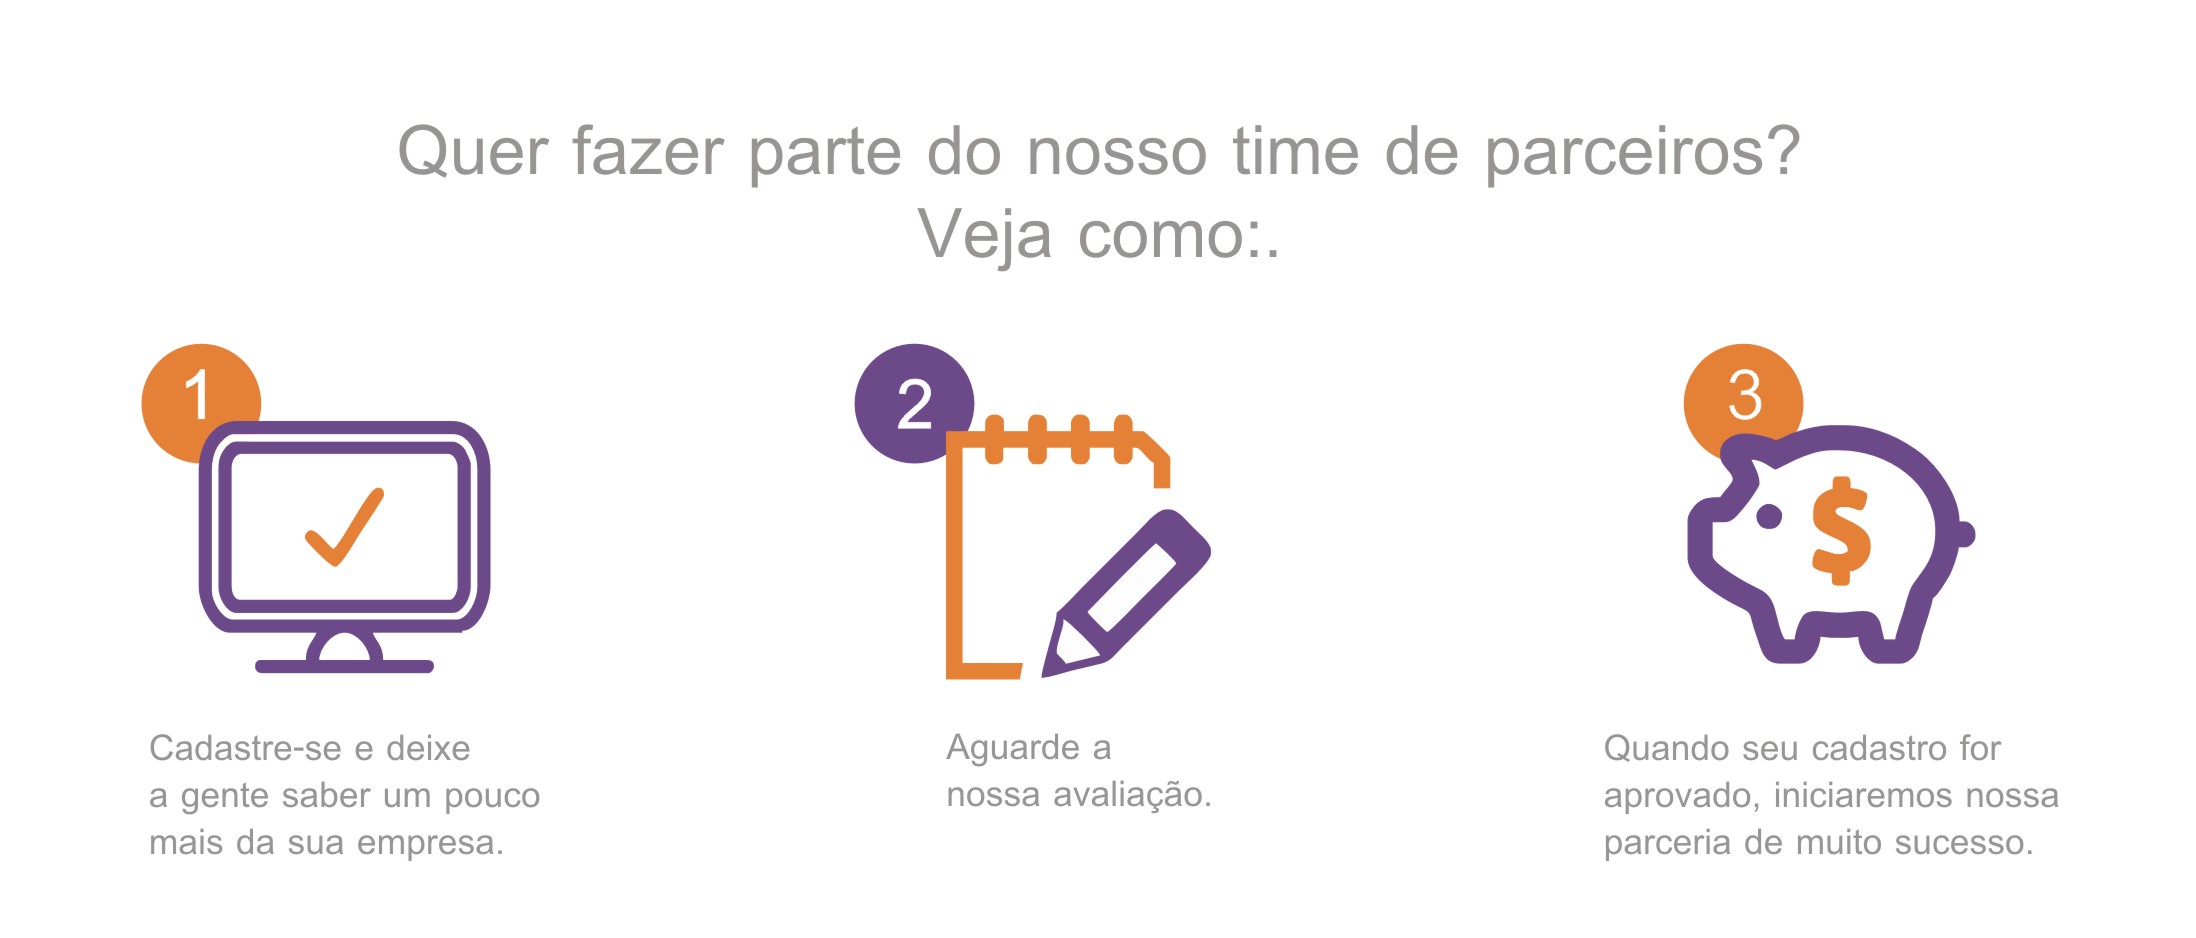 Quer fazer parte do nosso time de parceiros?
Veja como:.
1
Cadastre-se e deixe
a gente saber um pouco
mais da sua empresa.
2
Aguarde a
nossa avaliação.
3
$
Quando seu cadastro for
aprovado, iniciaremos nossa
parceria de muito sucesso.